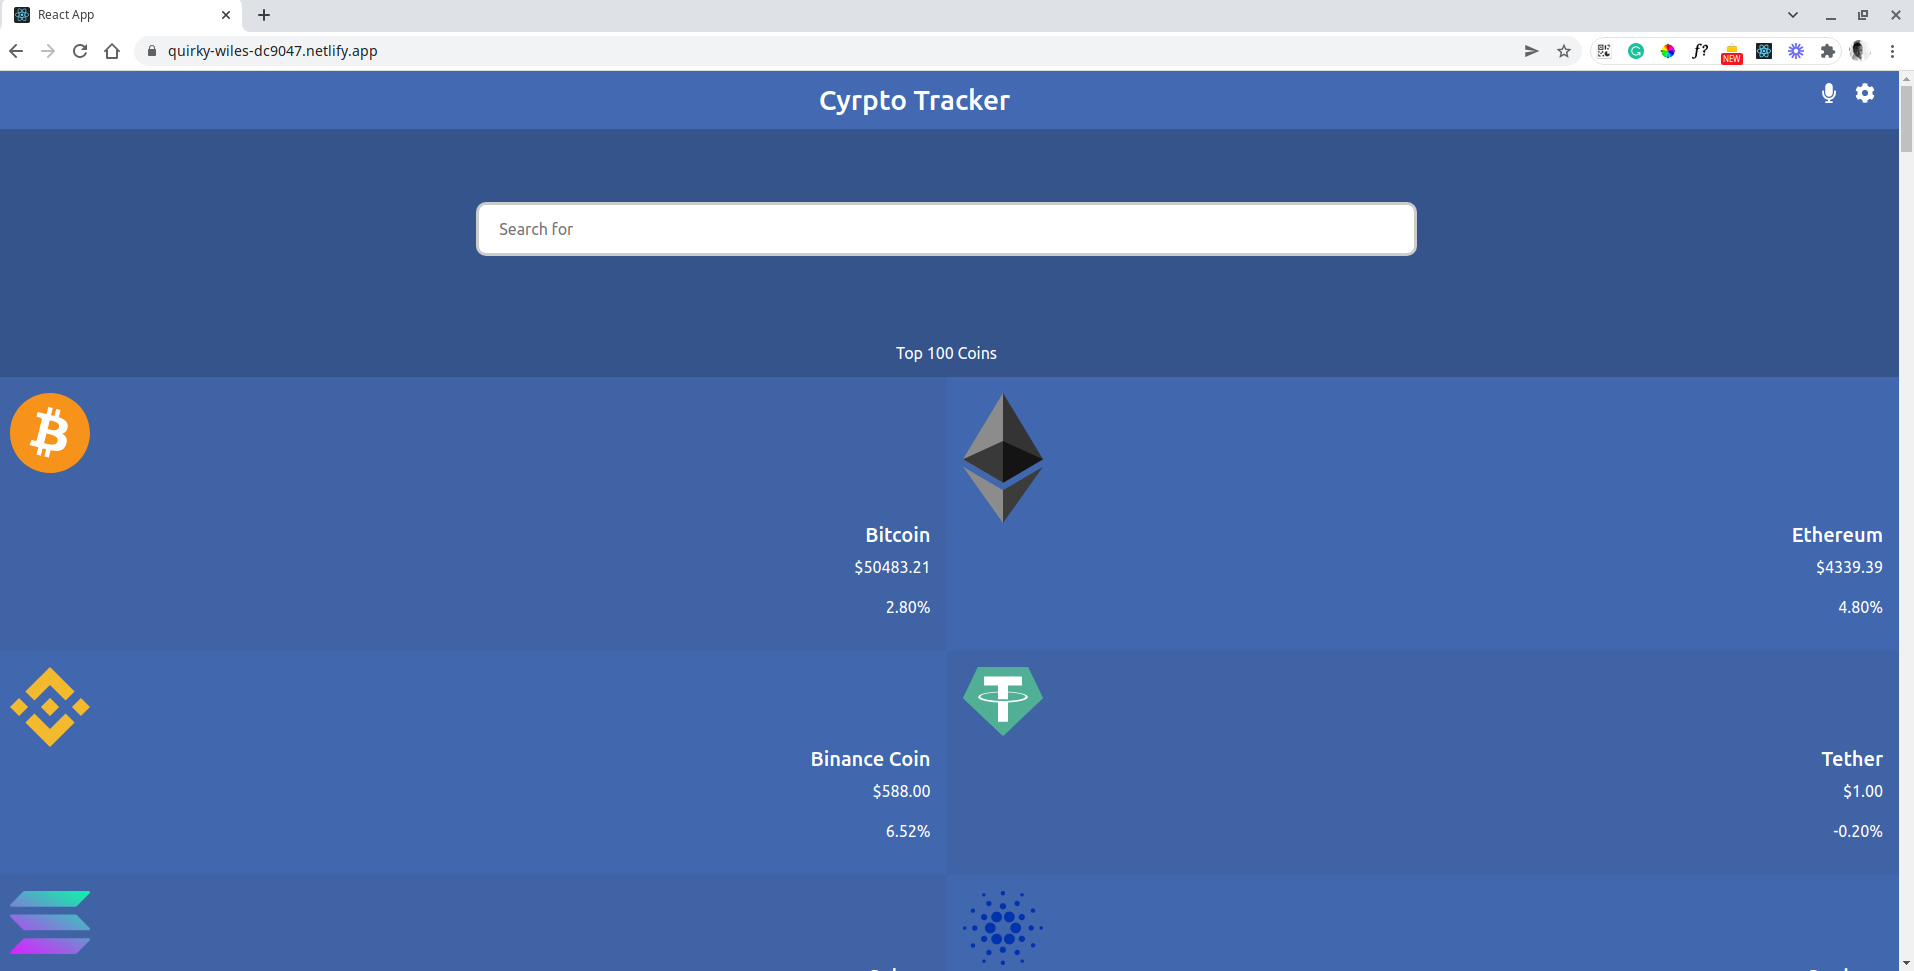 React App
quirky-wiles-dc9047.netlify.app
f?
NEW
Cyrpto Tracker
Search for
Top 100 Coins
Bitcoin
$50483.21
2.80%
Ethereum
$4339.39
4.80%
Binance Coin
$588.00
6.52%
Tether
$1.00
-0.20%